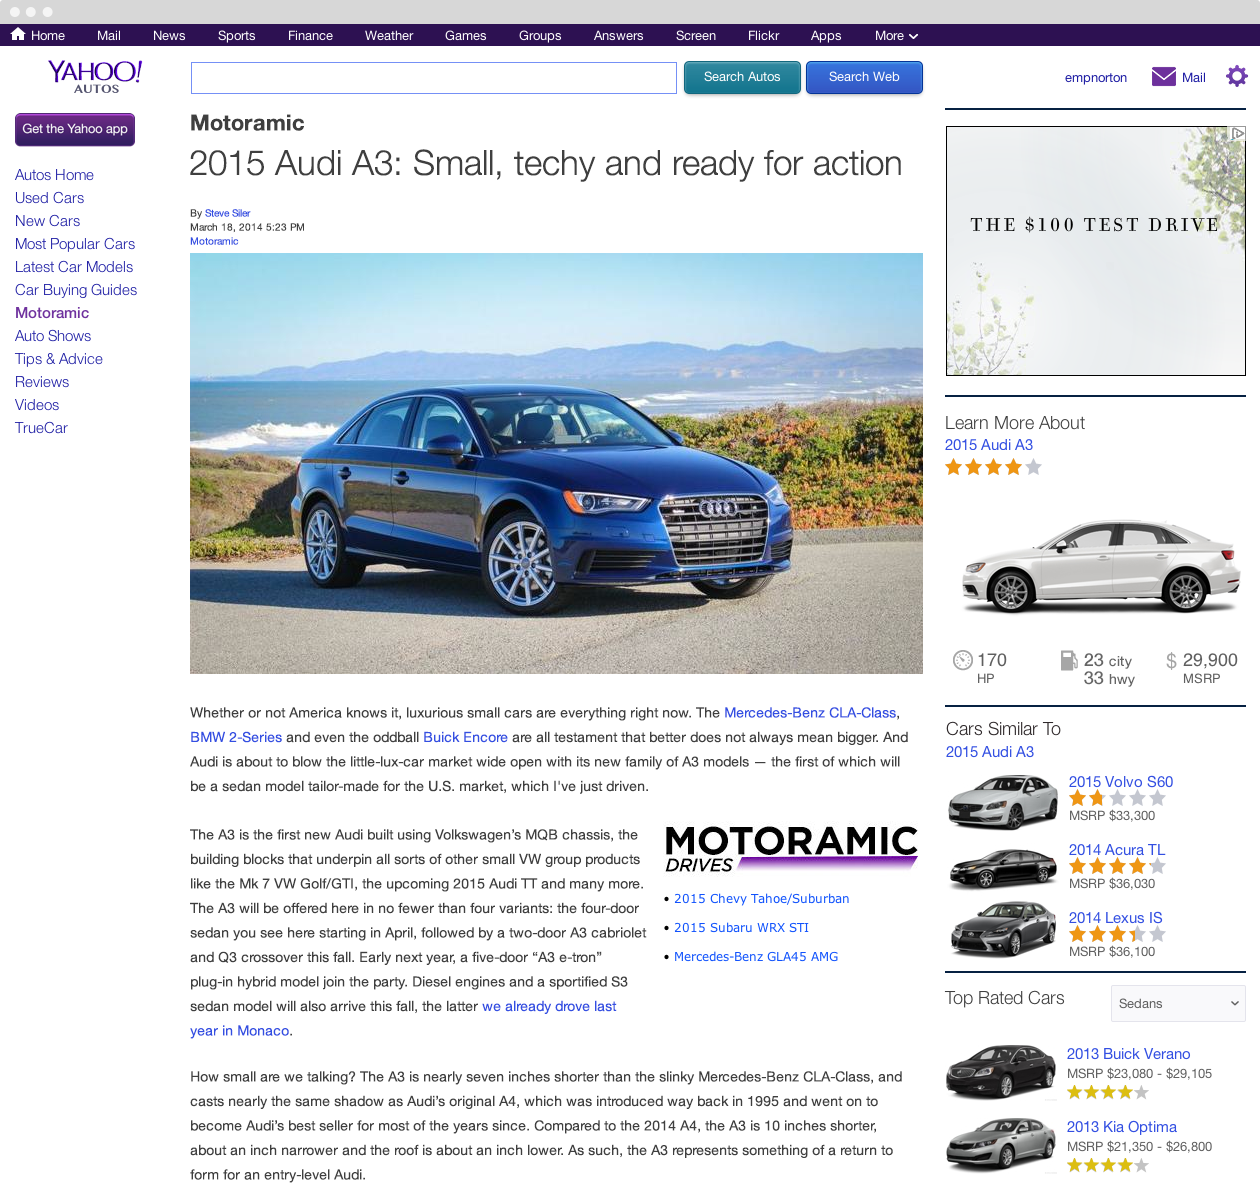 Home Mail News Sports Finance Weather Games Groups Answers Screen Flickr Apps More
YAHOO!
AUTOS
Search Autos
Search Web
empnorton
Mail
Get the Yahoo app
Autos Home
Used Cars
New Cars
Most Popular Cars
Latest Car Models
Car Buying Guides
Motoramic
Auto Shows
Tips & Advice
Reviews
Videos
TrueCar
Motoramic
2015 Audi A3: Small, techy and ready for action
By Steve Siler
March 18, 2014 5:23 PM
Motoramic
Whether or not America knows it, luxurious small cars are everything right now. The Mercedes-Benz CLA-Class,
BMW 2-Series and even the oddball Buick Encore are all testament that better does not always mean bigger. And
Audi is about to blow the little-lux-car market wide open with its new family of A3 models — the first of which will
be a sedan model tailor-made for the U.S. market, which I've just driven.
The A3 is the first new Audi built using Volkswagen’s MQB chassis, the
building blocks that underpin all sorts of other small VW group products
like the Mk 7 VW Golf/GTI, the upcoming 2015 Audi TT and many more.
The A3 will be offered here in no fewer than four variants: the four-door
sedan you see here starting in April, followed by a two-door A3 cabriolet
and Q3 crossover this fall. Early next year, a five-door “A3 e-tron”
plug-in hybrid model join the party. Diesel engines and a sportified S3
sedan model will also arrive this fall, the latter we already drove last
year in Monaco.
MOTORAMIC
DRIVES
• 2015 Chevy Tahoe/Suburban
• 2015 Subaru WRX STI
• Mercedes-Benz GLA45 AMG
How small are we talking? The A3 is nearly seven inches shorter than the slinky Mercedes-Benz CLA-Class, and
casts nearly the same shadow as Audi’s original A4, which was introduced way back in 1995 and went on to
become Audi’s best seller for most of the years since. Compared to the 2014 A4, the A3 is 10 inches shorter,
about an inch narrower and the roof is about an inch lower. As such, the A3 represents something of a return to
form for an entry-level Audi.
THE $100 TEST DRIVE
Learn More About
2015 Audi A3
170
HP
23 city
33 hwy
$ 29,900
MSRP
Cars Similar To
2015 Audi A3
2015 Volvo S60
MSRP $33,300
2014 Acura TL
MSRP $36,030
2014 Lexus IS
MSRP $36,100
Top Rated Cars
Sedans
2013 Buick Verano
MSRP $23,080 - $29,105
2013 Kia Optima
MSRP $21,350 - $26,800